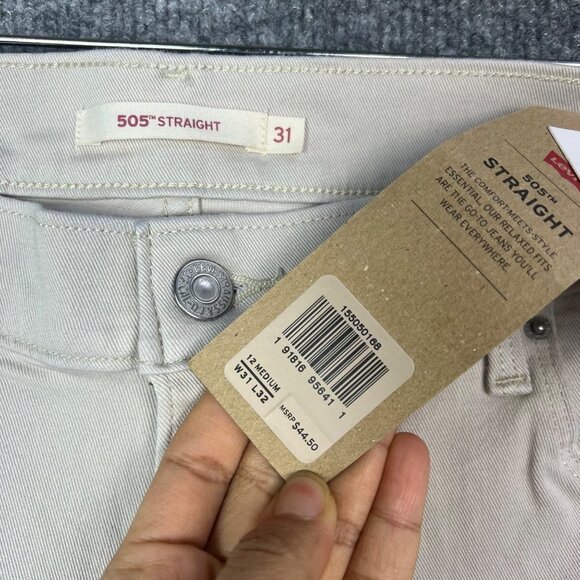 505™ STRAIGHT
31
LEVI'S
505™
STRAIGHT
THE COMFORT-MEETS-STYLE
ESSENTIAL. OUR RELAXED FITS
ARE THE GO-TO JEANS YOU'LL
WEAR EVERYWHERE.
155050168
1 91816 95641 1
12 MEDIUM
W31 L32
MSRP $44.50